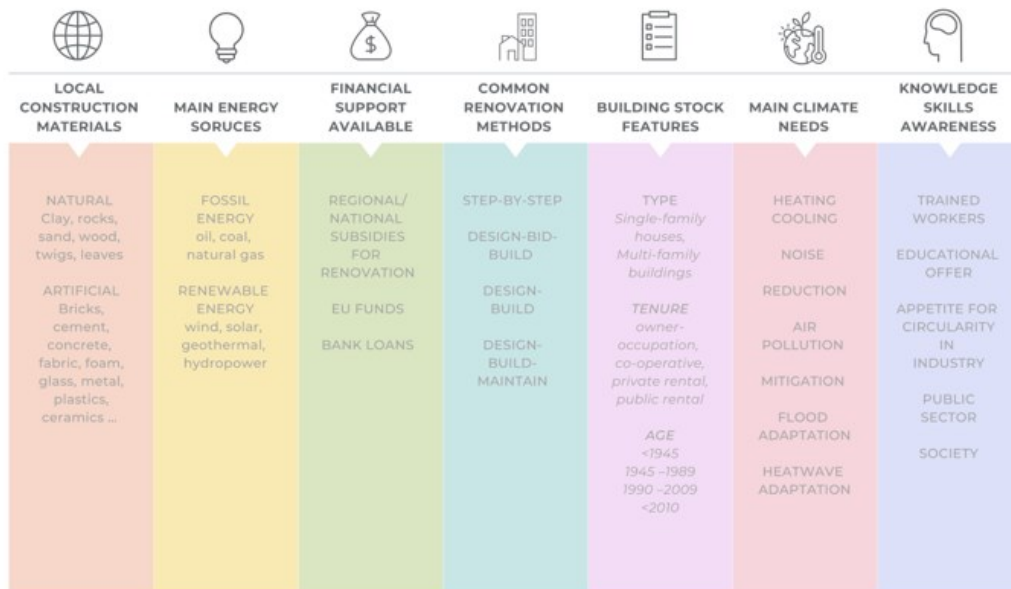 LOCAL
CONSTRUCTION
MATERIALS
MAIN ENERGY
SORUCES
FINANCIAL
SUPPORT
AVAILABLE
COMMON
RENOVATION
METHODS
BUILDING STOCK
FEATURES
MAIN CLIMATE
NEEDS
KNOWLEDGE
SKILLS
AWARENESS
NATURAL
Clay, rocks,
sand, wood,
twigs, leaves
ARTIFICIAL
Bricks,
cement,
concrete,
fabric, foam,
glass, metal,
plastics,
ceramics ...
FOSSIL
ENERGY
oil, coal,
natural gas
RENEWABLE
ENERGY
wind, solar,
geothermal,
hydropower
REGIONAL/
NATIONAL
SUBSIDIES
FOR
RENOVATION
EU FUNDS
BANK LOANS
STEP-BY-STEP
DESIGN-BID-
BUILD
DESIGN-
BUILD
DESIGN-
BUILD-
MAINTAIN
TYPE
Single-family
houses,
Multi-family
buildings
TENURE
owner-
occupation,
co-operative,
private rental,
public rental
AGE
<1945
1945 –1989
1990 –2009
<2010
HEATING
COOLING
NOISE
REDUCTION
AIR
POLLUTION
MITIGATION
FLOOD
ADAPTATION
HEATWAVE
ADAPTATION
TRAINED
WORKERS
EDUCATIONAL
OFFER
APPETITE FOR
CIRCULARITY
IN
INDUSTRY
PUBLIC
SECTOR
SOCIETY